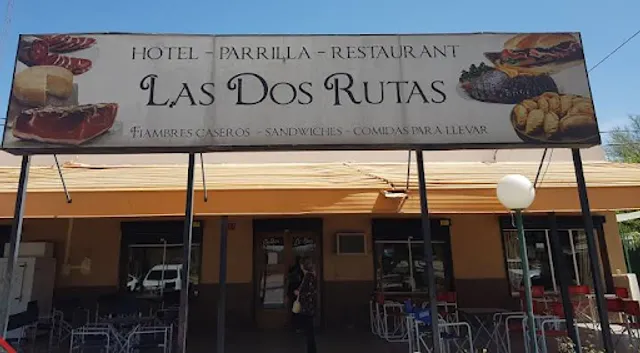 HOTEL - PARRILLA - RESTAURANT
LAS DOS RUTAS
FIAMBRES CASEROS - SANDWICHES - COMIDAS PARA LLEVAR